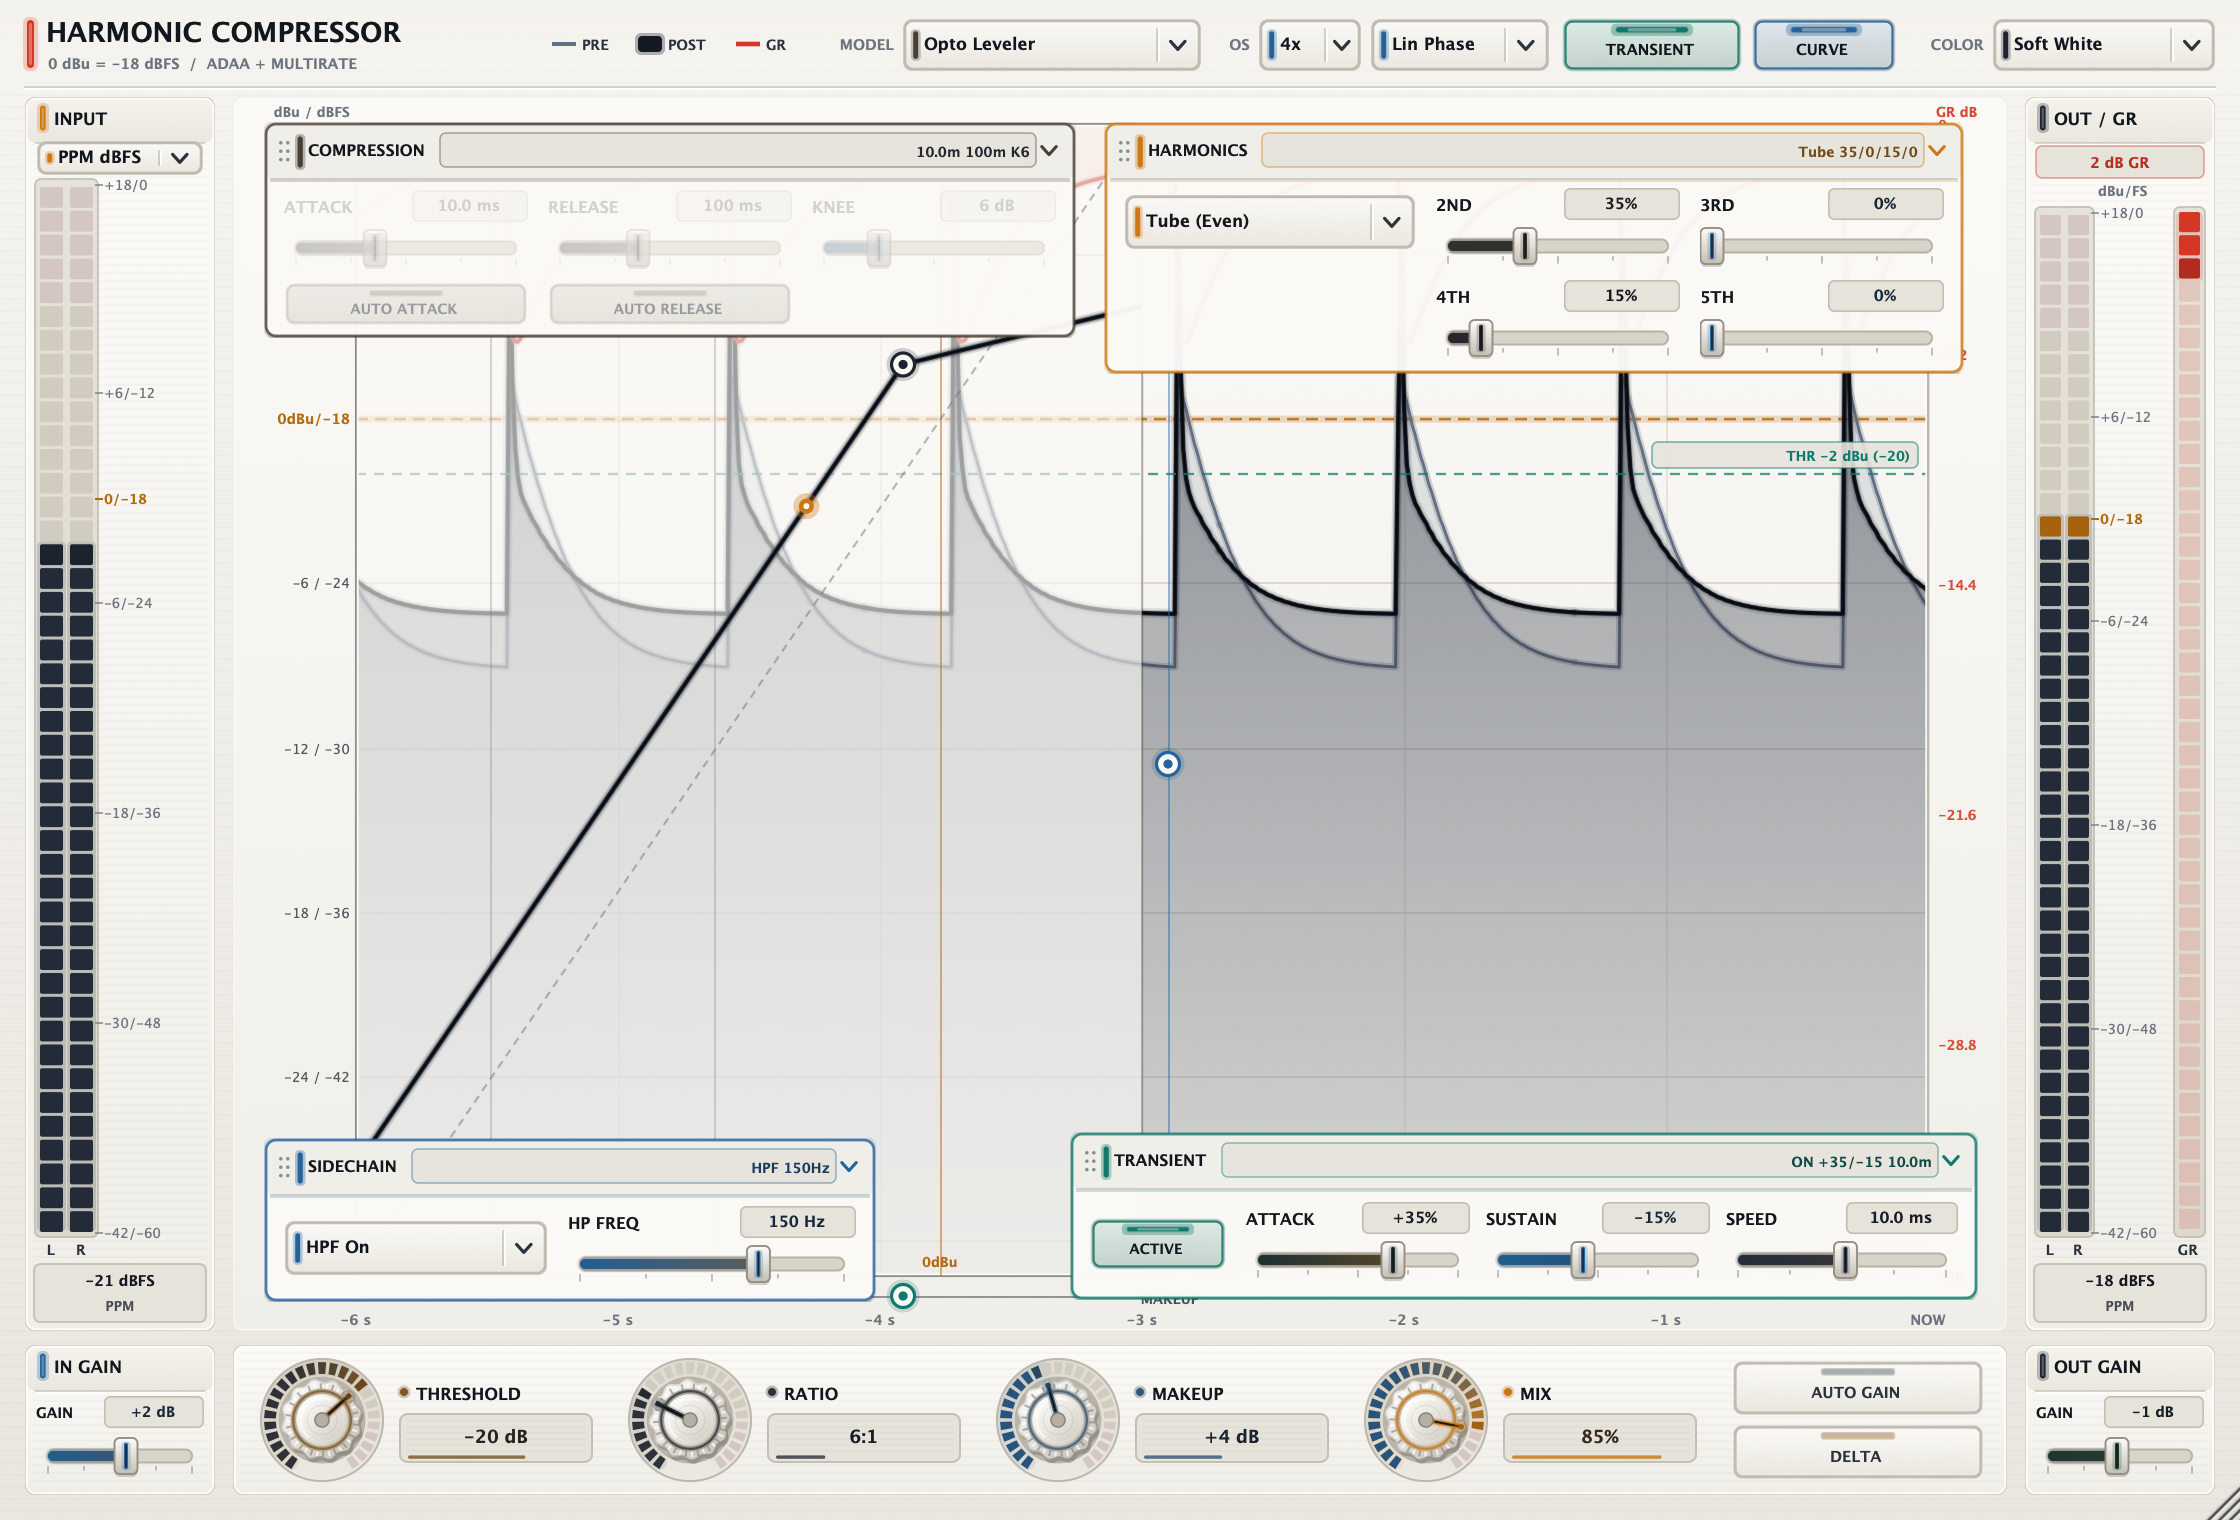 HARMONIC COMPRESSOR
0 dBu = -18 dBFS / ADAA + MULTIRATE
PRE
POST
GR
MODEL
Opto Leveler
OS
4x
Lin Phase
TRANSIENT
CURVE
COLOR
Soft White
INPUT
PPM dBFS
+18/0
+6/-12
0/-18
-6/-24
-18/-36
-30/-48
-42/-60
L R
-21 dBFS
PPM
dBu / dBFS
GR dB
COMPRESSION
10.0m 100m K6
ATTACK
10.0 ms
RELEASE
100 ms
KNEE
6 dB
AUTO ATTACK
AUTO RELEASE
HARMONICS
Tube 35/0/15/0
Tube (Even)
2ND
35%
3RD
0%
4TH
15%
5TH
0%
0dBu/-18
THR -2 dBu (-20)
-6 / -24
-12 / -30
-18 / -36
-24 / -42
-14.4
-21.6
-28.8
SIDECHAIN
HPF 150Hz
HPF On
HP FREQ
150 Hz
0dBu
TRANSIENT
ON +35/-15 10.0m
ACTIVE
ATTACK
+35%
SUSTAIN
-15%
SPEED
10.0 ms
MAKEUP
-6 s
-5 s
-4 s
-3 s
-2 s
-1 s
NOW
OUT / GR
2 dB GR
dBu/FS
+18/0
+6/-12
0/-18
-6/-24
-18/-36
-30/-48
-42/-60
L R
GR
-18 dBFS
PPM
IN GAIN
GAIN
+2 dB
THRESHOLD
-20 dB
RATIO
6:1
MAKEUP
+4 dB
MIX
85%
AUTO GAIN
DELTA
OUT GAIN
GAIN
-1 dB